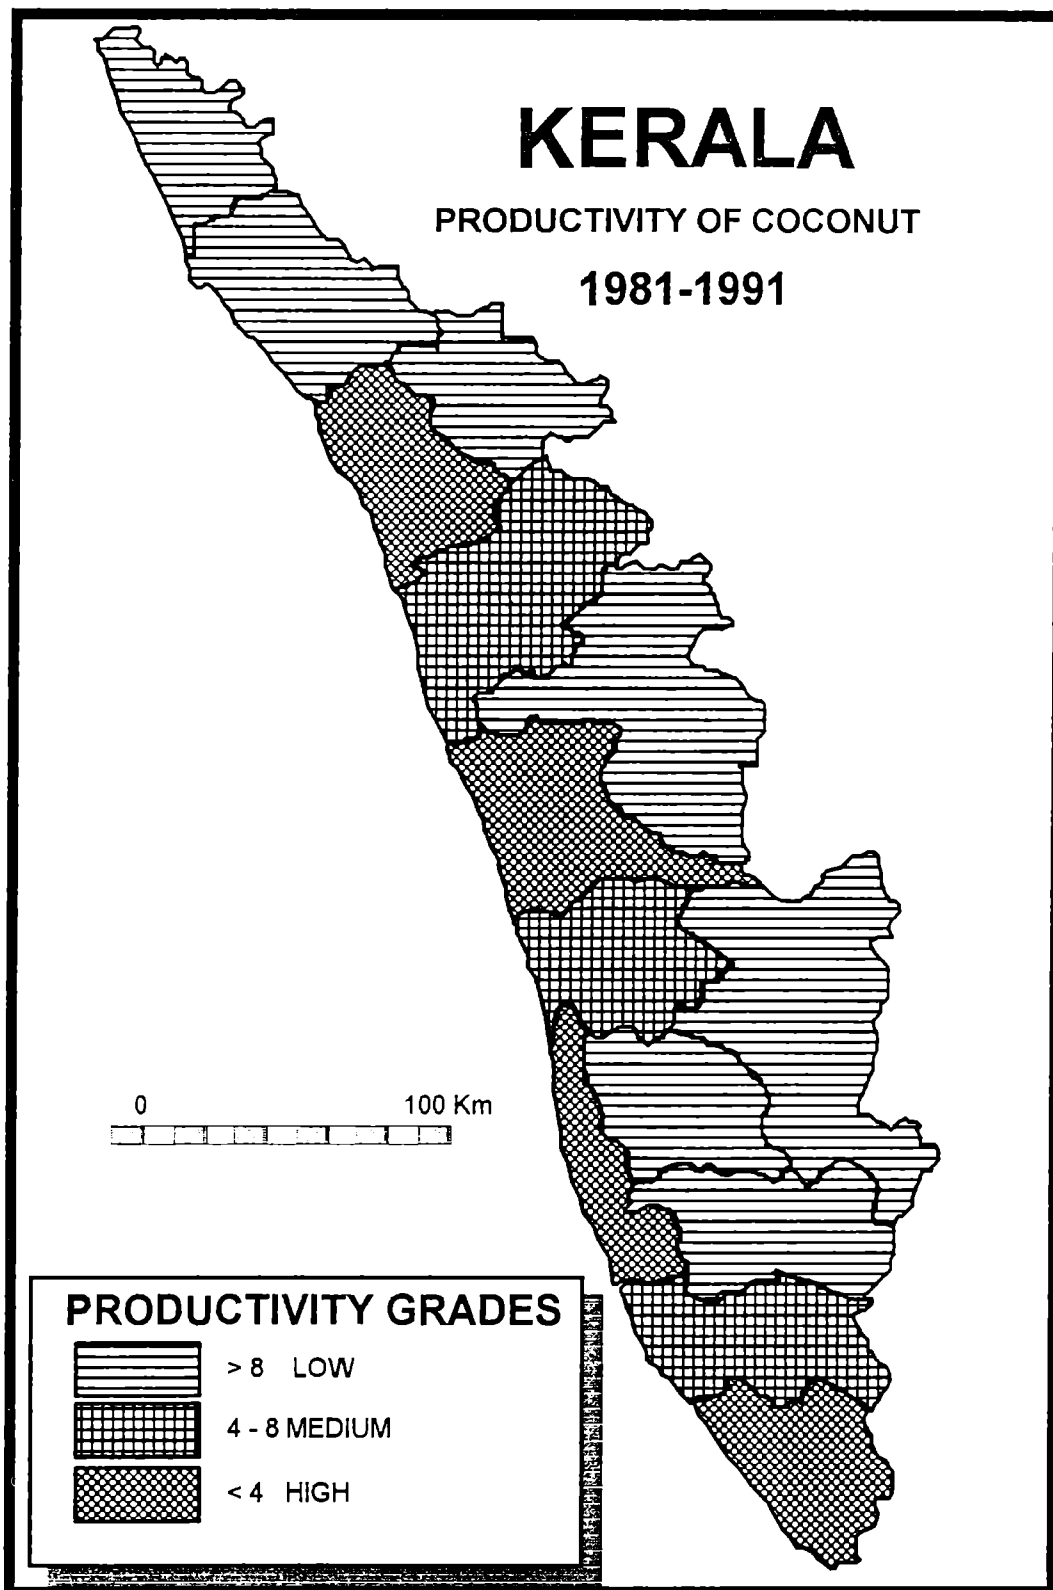 KERALA
PRODUCTIVITY OF COCONUT
1981-1991
0 100 Km
PRODUCTIVITY GRADES
> 8 LOW
4 - 8 MEDIUM
< 4 HIGH